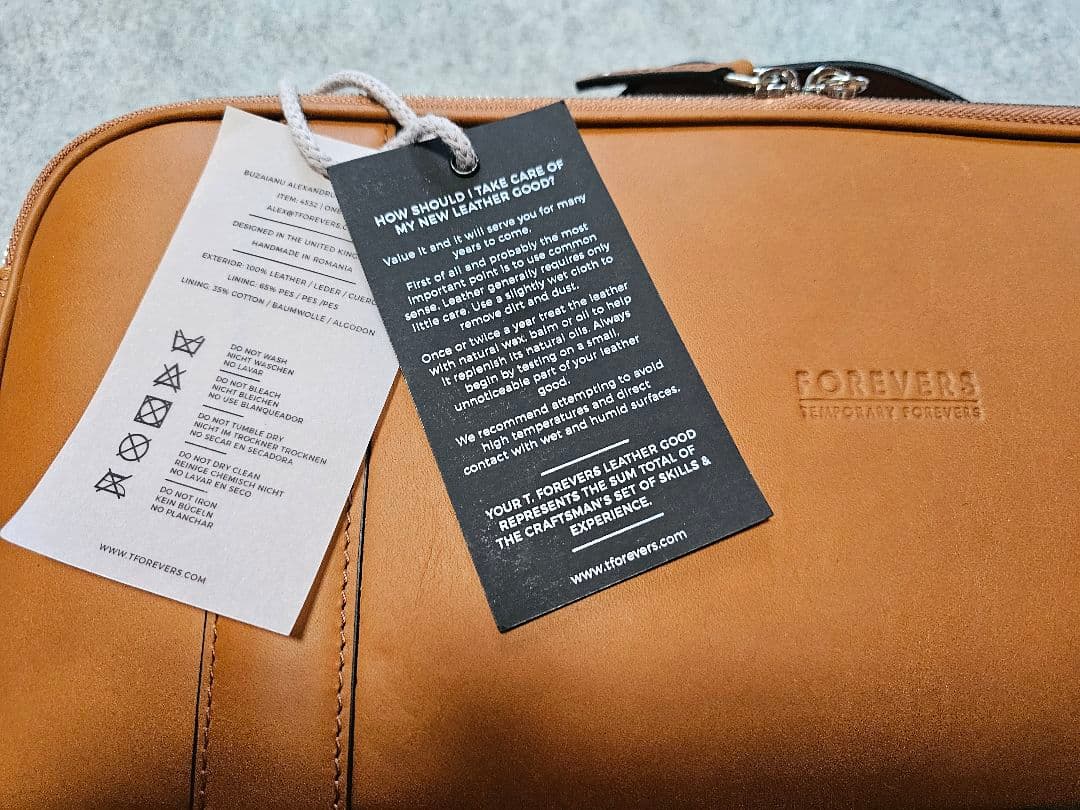 BUZAIANU ALEXANDRU
ITEM: 4532 / ONE
ALEX@TFOREVERS.C
DESIGNED IN THE UNITED KING
HANDMADE IN ROMANIA
EXTERIOR: 100% LEATHER / LEDER / CUERO
LINING: 65% PES / PES /PES
LINING: 35% COTTON / BAUMWOLLE / ALGODON
DO NOT WASH
NICHT WASCHEN
NO LAVAR
DO NOT BLEACH
NICHT BLEICHEN
NO USE BLANQUEADOR
DO NOT TUMBLE DRY
NICHT IM TROCKNER TROCKNEN
NO SECAR EN SECADORA
DO NOT DRY CLEAN
REINIGE CHEMISCH NICHT
NO LAVAR EN SECO
DO NOT IRON
KEIN BÜGELN
NO PLANCHAR
WWW.TFOREVERS.COM
HOW SHOULD I TAKE CARE OF
MY NEW LEATHER GOOD?
Value it and it will serve you for many
years to come.
First of all and probably the most
important point is to use common
sense. Leather generally requires only
little care. Use a slightly wet cloth to
remove dirt and dust.
Once or twice a year treat the leather
with natural wax, balm or oil to help
it replenish its natural oils. Always
begin by testing on a small,
unnoticeable part of your leather
good.
We recommend attempting to avoid
high temperatures and direct
contact with wet and humid surfaces.
YOUR T. FOREVERS LEATHER GOOD
REPRESENTS THE SUM TOTAL OF
THE CRAFTSMAN'S SET OF SKILLS &
EXPERIENCE.
www.tforevers.com
FOREVERS
TEMPORARY FOREVERS